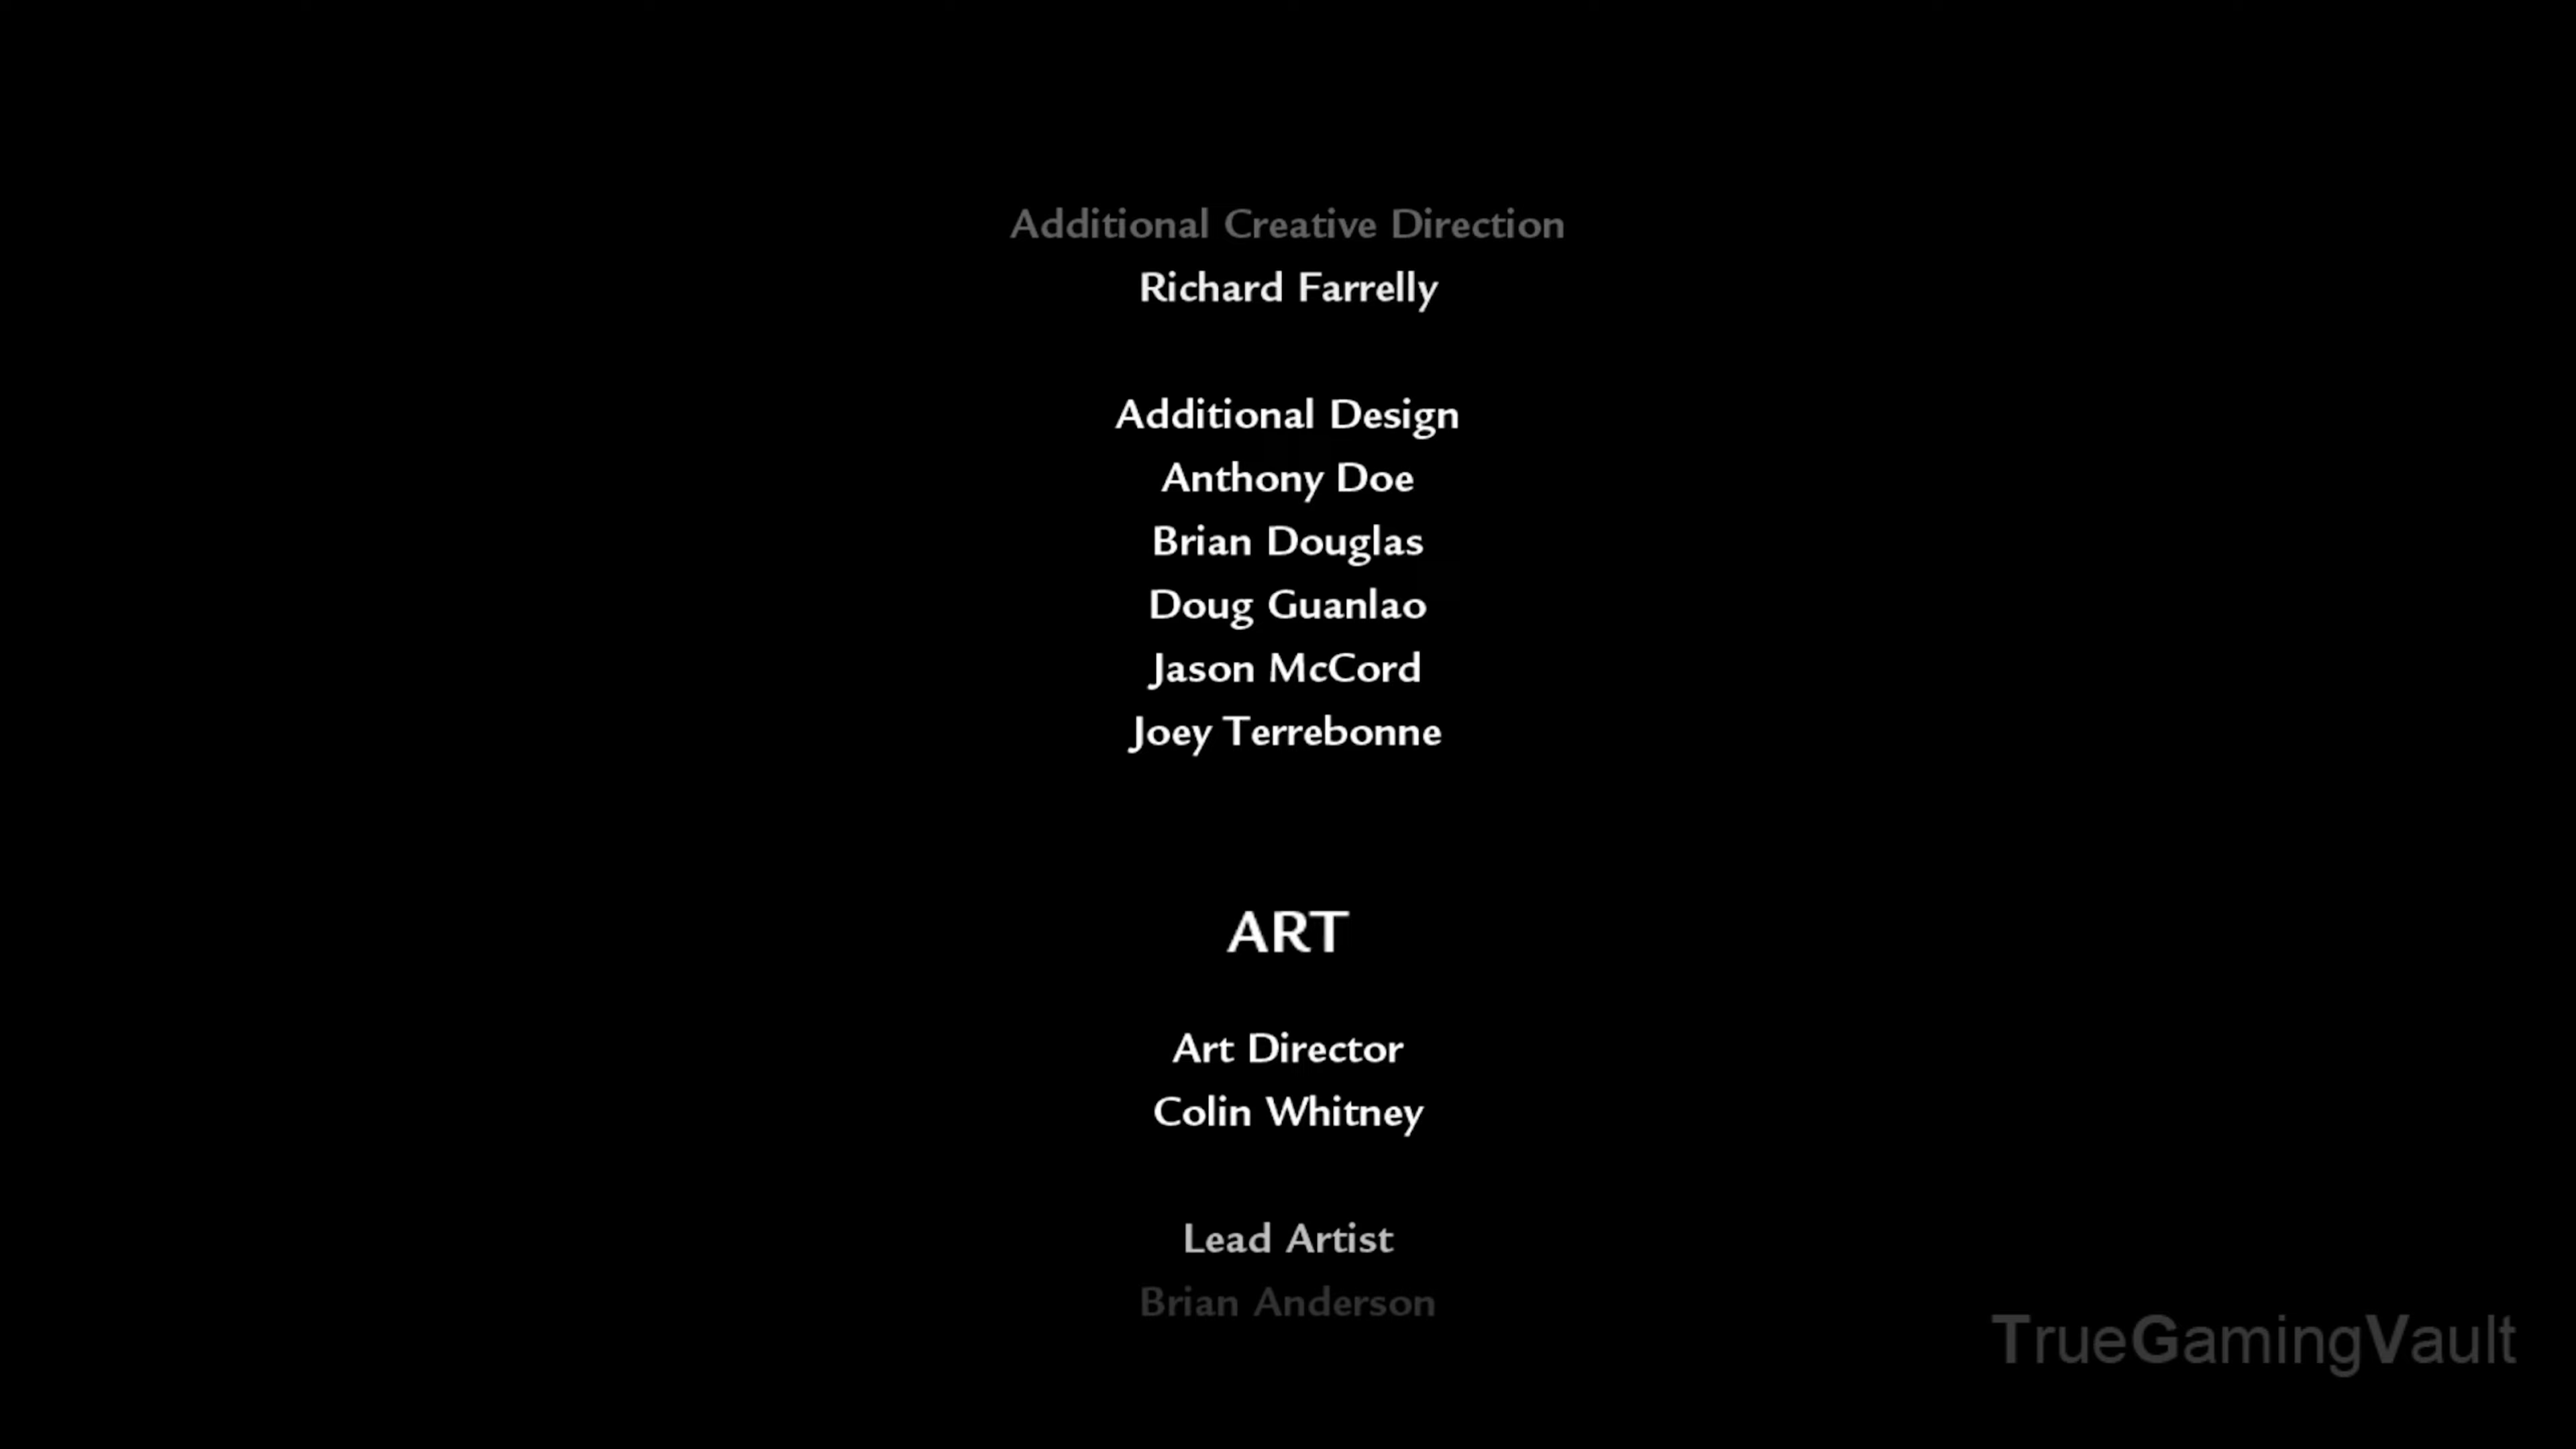 Additional Creative Direction
Richard Farrelly
Additional Design
Anthony Doe
Brian Douglas
Doug Guanlao
Jason McCord
Joey Terrebonne
ART
Art Director
Colin Whitney
Lead Artist
Brian Anderson
TrueGamingVault